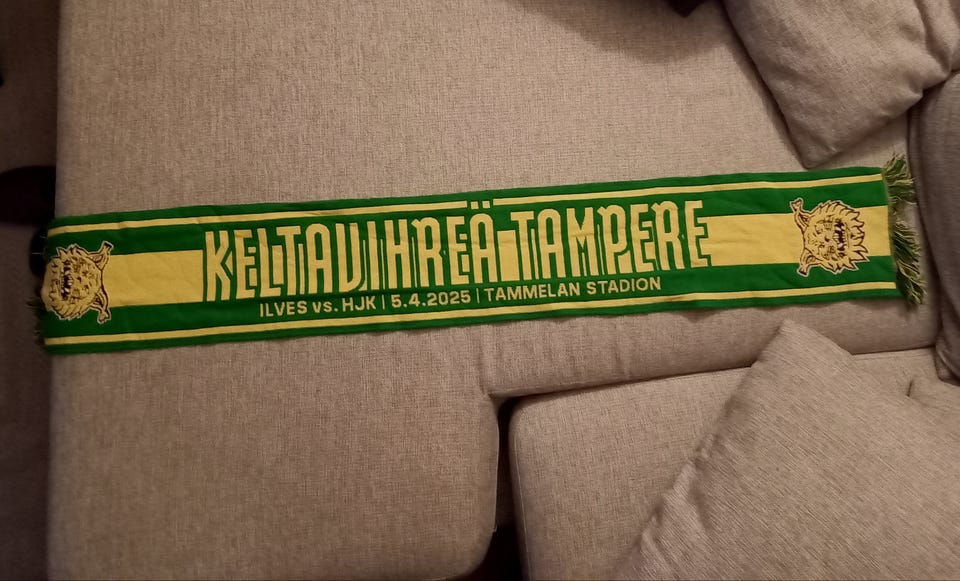 KELTAVIHREÄ TAMPERE
ILVES vs. HJK | 5.4.2025 | TAMMELAN STADION